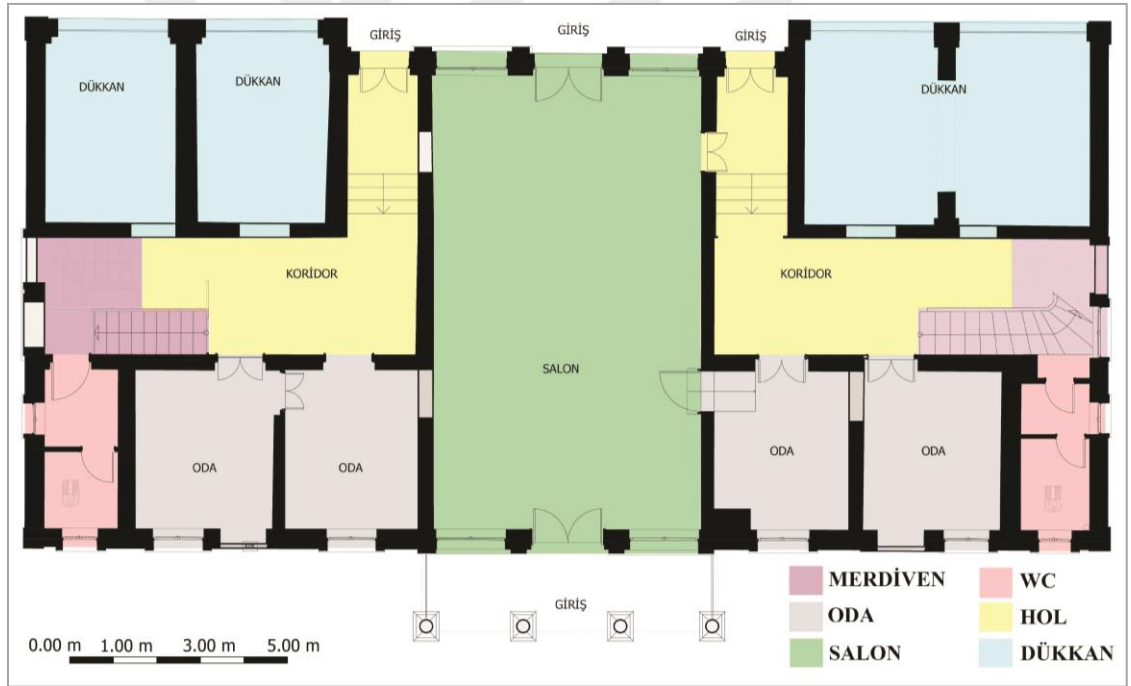 GİRİŞ
GİRİŞ
GİRİŞ
DÜKKAN
DÜKKAN
DÜKKAN
KORİDOR
KORİDOR
SALON
ODA
ODA
ODA
ODA
GİRİŞ
MERDİVEN
WC
ODA
HOL
SALON
DÜKKAN
0.00 m 1.00 m 3.00 m 5.00 m